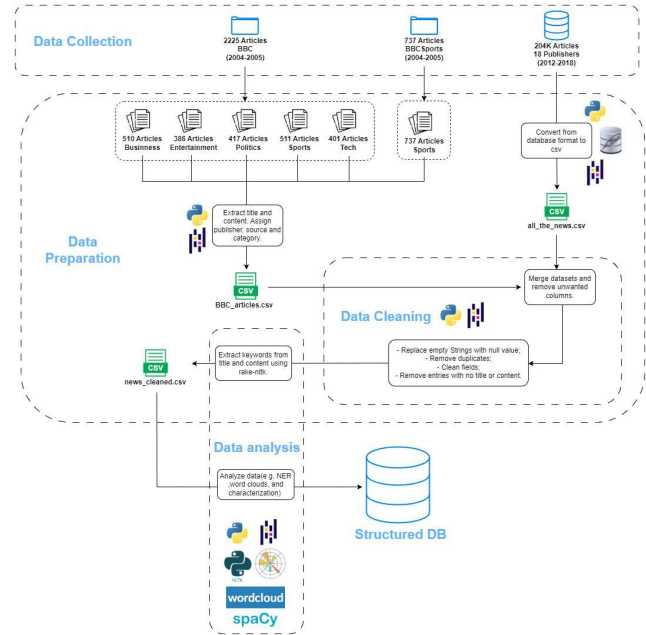 Data Collection
2225 Articles
BBC
(2004-2005)
737 Articles
BBC Sports
(2004-2005)
204K Articles
18 Publishers
(2012-2018)
510 Articles
Businness
386 Articles
Entertainment
417 Articles
Politics
511 Articles
Sports
401 Articles
Tech
737 Articles
Sports
Convert from
database format to
csv
Extract title and
content. Assign
publisher, source and
category.
CSV
all_the_news.csv
Data
Preparation
CSV
BBC_articles.csv
Merge datasets and
remove unwanted
columns.
Data Cleaning
- Replace empty Strings with null value;
- Remove duplicates;
- Clean fields;
- Remove entries with no title or content.
Extract keywords from
title and content using
rake-nltk.
CSV
news_cleaned.csv
Data analysis
Analyze data(e.g. NER
,word clouds, and
characterization)
Structured DB
NLTK
wordcloud
spaCy